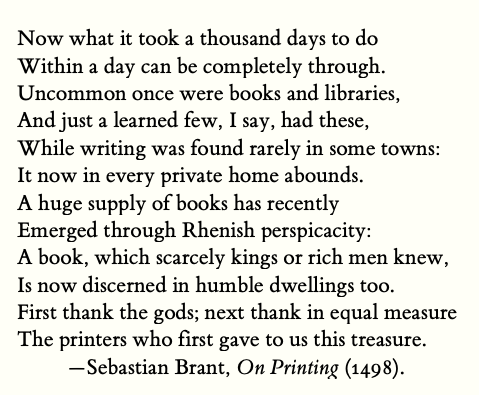 Now what it took a thousand days to do
Within a day can be completely through.
Uncommon once were books and libraries,
And just a learned few, I say, had these,
While writing was found rarely in some towns:
It now in every private home abounds.
A huge supply of books has recently
Emerged through Rhenish perspicacity:
A book, which scarcely kings or rich men knew,
Is now discerned in humble dwellings too.
First thank the gods; next thank in equal measure
The printers who first gave to us this treasure.
—Sebastian Brant, On Printing (1498).